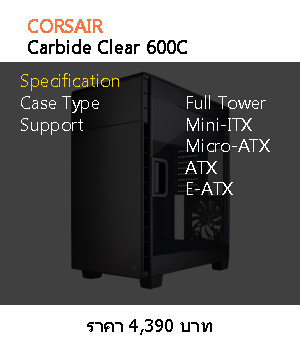 CORSAIR
Carbide Clear 600C
Specification
Case Type Full Tower
Support Mini-ITX
Micro-ATX
ATX
E-ATX
ราคา 4,390 บาท